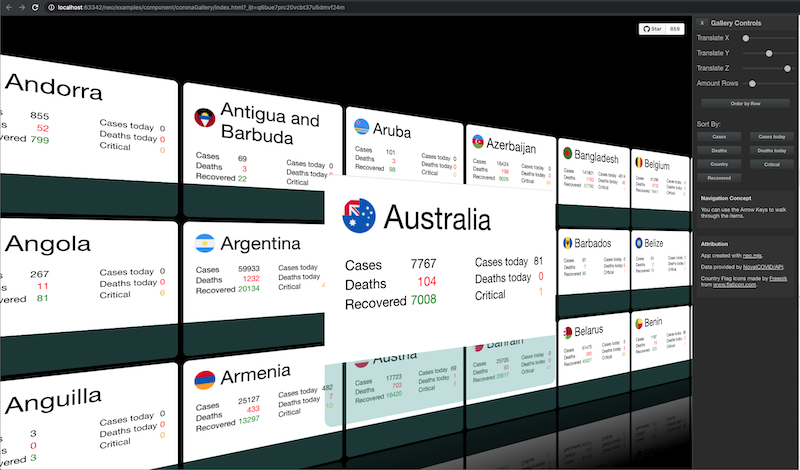 localhost:63342/neo/examples/component/coronaGallery/index.html?_ijt=q6bue7prc20vcbt37u5dmvf24m
Star 859
x Gallery Controls
Translate X
Translate Y
Translate Z
Amount Rows
Order by Row
Sort By:
Cases Cases today
Deaths Deaths today
Country Critical
Recovered
Navigation Concept
You can use the Arrow Keys to walk
through the items.
Attribution
App created with neo.mjs.
Data provided by NovelCOVID/API.
Country Flag Icons made by Freepik
from www.flaticon.com.
Andorra
855
52
799
Cases today 0
Deaths today 0
Critical
Antigua and
Barbuda
Cases 69
Deaths 3
Recovered 22
Cases today 0
Deaths today 0
Critical
Aruba
Cases 101
Deaths 3
Recovered 98
Cases today 0
Deaths today 0
Critical
Azerbaijan
Cases 16424
Deaths 198
Recovered
Cases today 0
Deaths today 0
Critical
Bangladesh
Cases
Deaths
Recovered
Cases today
Deaths today
Critical
Belgium
Cases
Deaths
Recovered
Cases today
Deaths today
Critical
Angola
267
11
81
Cases today 0
Deaths today 0
Critical 6
Argentina
Cases 59933
Deaths 1232
Recovered 20134
Cases today
Deaths today
Critical
Australia
Cases 7767
Deaths 104
Recovered 7008
Cases today 81
Deaths today 0
Critical 1
Barbados
Cases 97
Deaths 7
Recovered
Cases today 0
Deaths today 0
Critical
Belize
Cases
Deaths
Recovered
Cases today
Deaths today
Critical
Anguilla
3
0
3
Cases today 0
Deaths today 0
Critical
Armenia
Cases 25127
Deaths 433
Recovered 13297
Cases today 482
Deaths today 7
Critical 10
Austria
Cases 17723
Deaths 703
Recovered 16420
Cases today 69
Deaths today 1
Critical
Bahrain
Cases 25705
Deaths 83
Recovered 20517
Cases today 0
Deaths today 0
Critical
Belarus
Cases
Deaths
Recovered
Cases today
Deaths today
Critical
Benin
Cases
Deaths
Recovered
Cases today
Deaths today
Critical